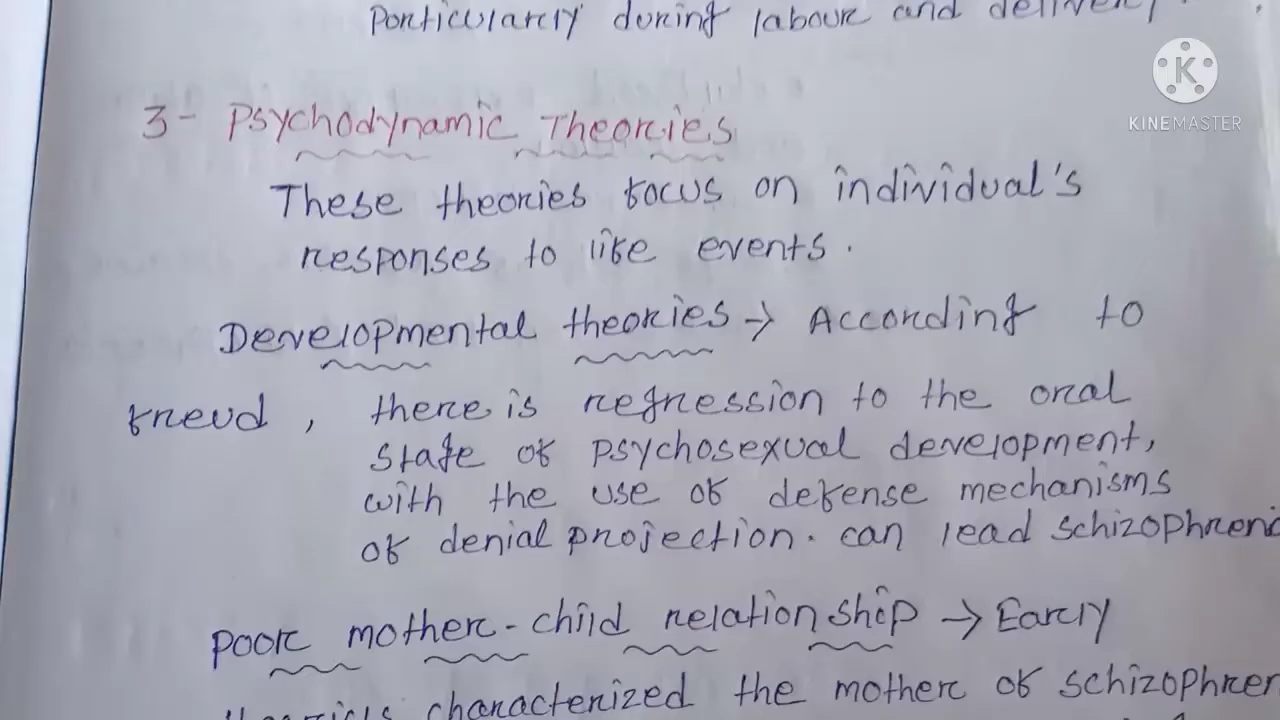 Particularly during labour and delivery.
K
KINEMASTER
3- Psychodynamic Theories
These theories focus on individual's
responses to life events.
Developmental theories → According to
freud, there is regression to the oral
stage of psychosexual development,
with the use of defense mechanisms
of denial projection. can lead schizophreni
Poor mother-child relationship → Early
characterized the mother of schizophren